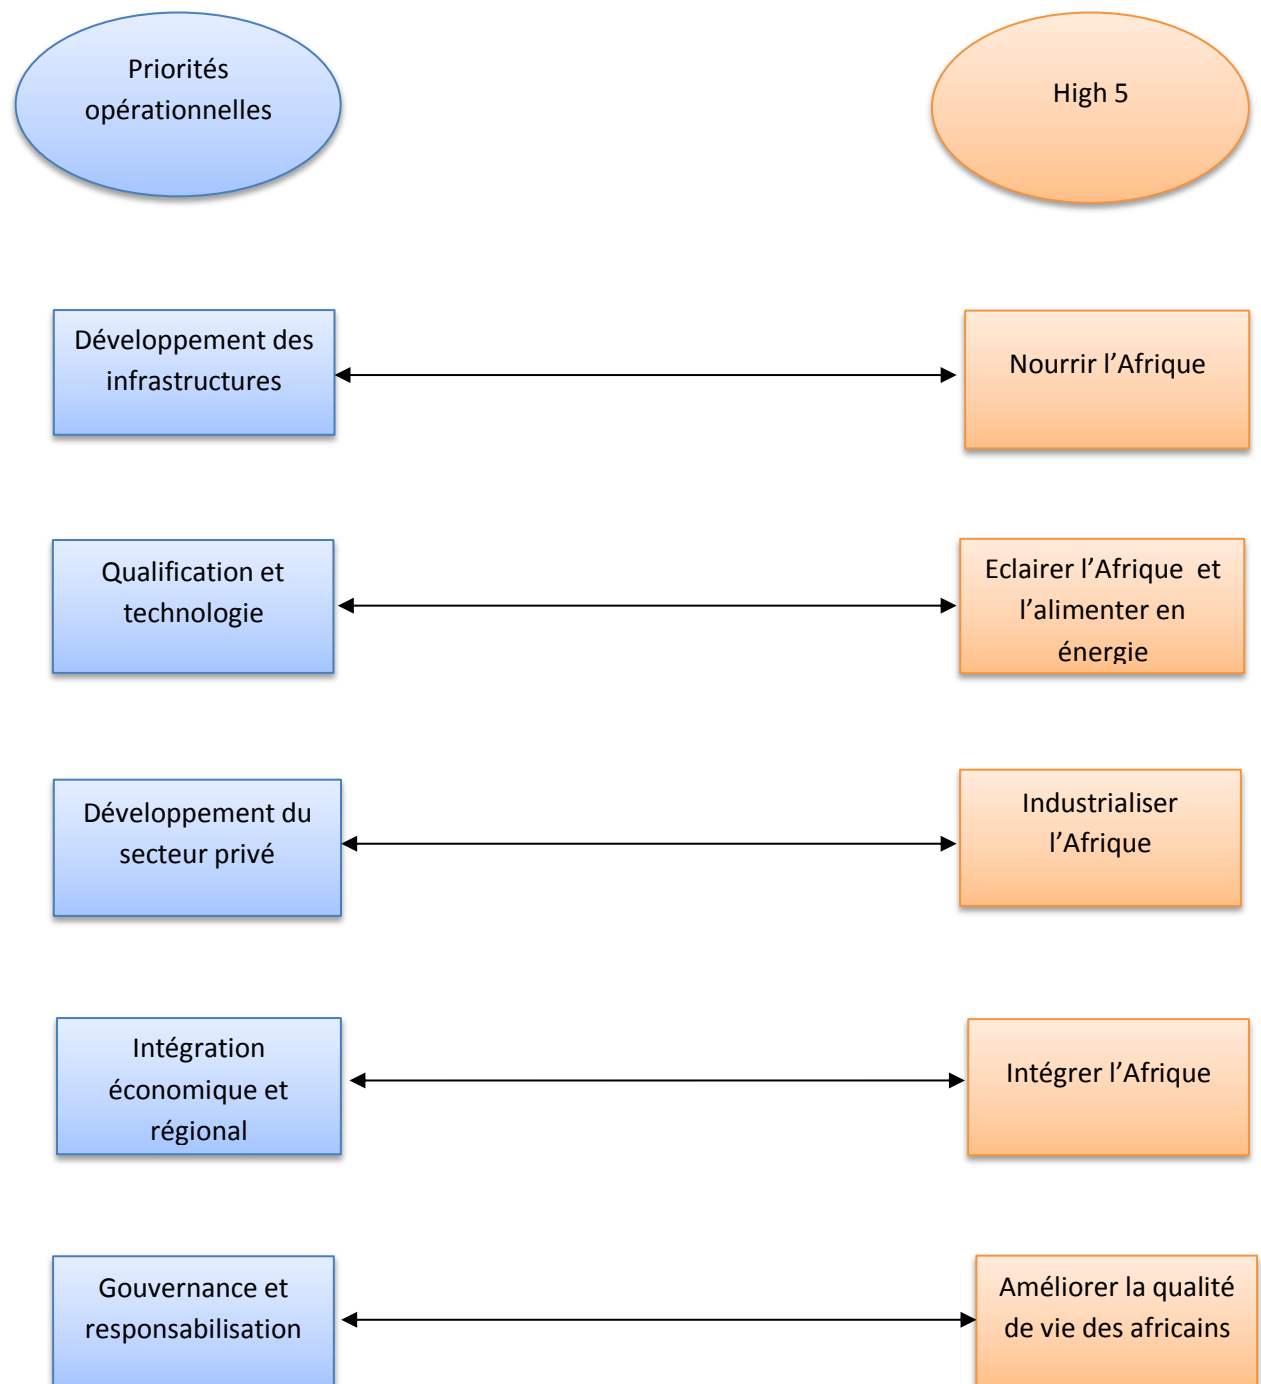 Priorités
opérationnelles
High 5
Développement des
infrastructures
Nourrir l’Afrique
Qualification et
technologie
Eclairer l’Afrique  et
l’alimenter en
énergie
Développement du
secteur privé
Industrialiser
l’Afrique
Intégration
économique et
régional
Intégrer l’Afrique
Gouvernance et
responsabilisation
Améliorer la qualité
de vie des africains